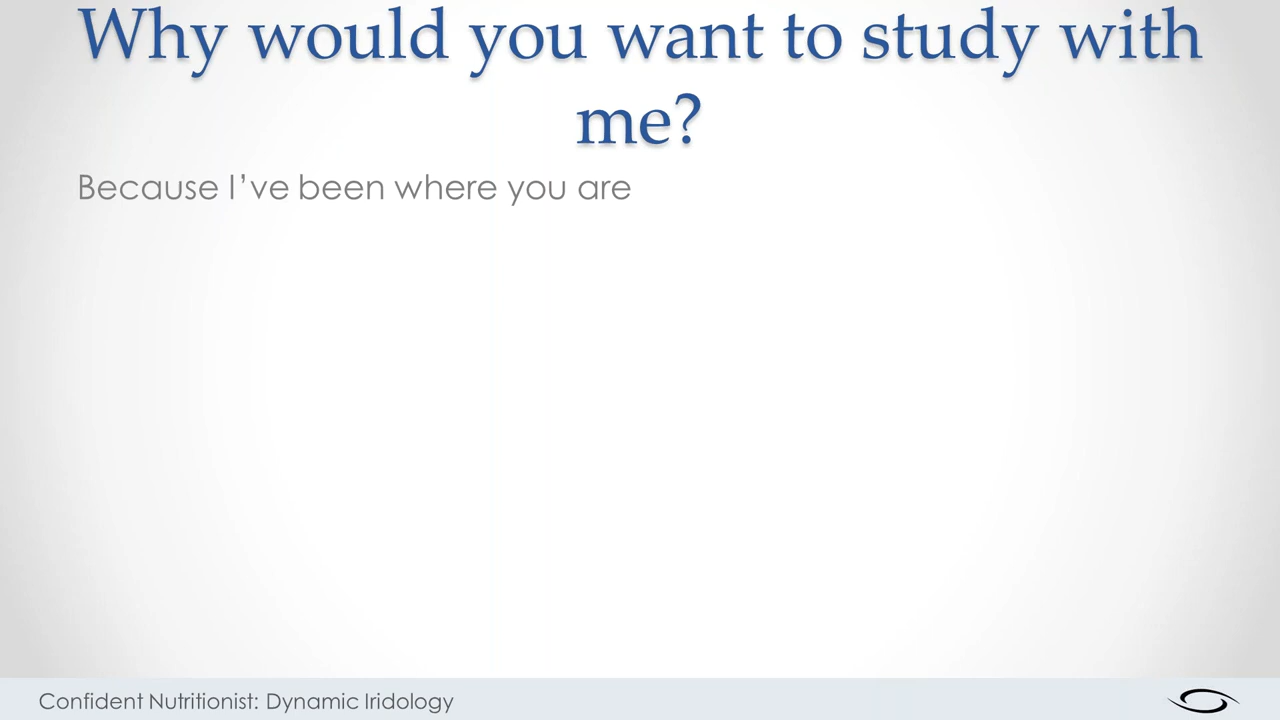 Why would you want to study with
me?
Because I’ve been where you are
Confident Nutritionist: Dynamic Iridology